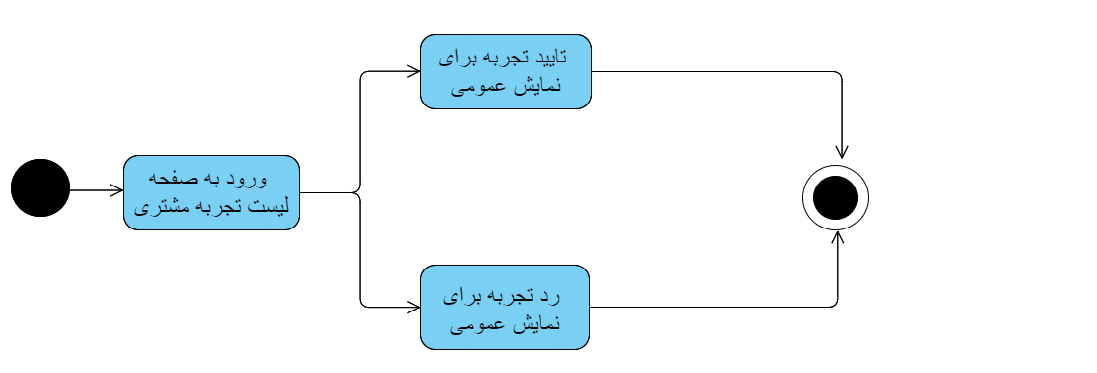 ورود به صفحه
لیست تجربه مشتری
تایید تجربه برای
نمایش عمومی
رد تجربه برای
نمایش عمومی